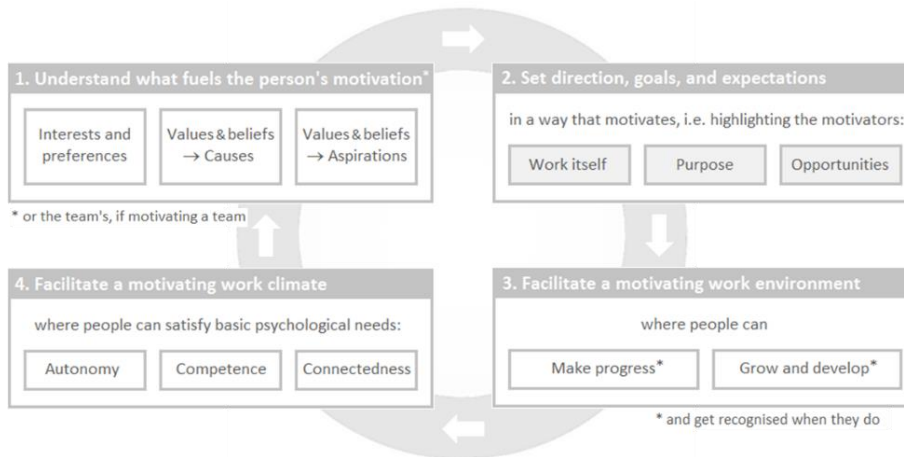 1. Understand what fuels the person's motivation*
Interests and
preferences
Values & beliefs
→ Causes
Values & beliefs
→ Aspirations
* or the team's, if motivating a team
2. Set direction, goals, and expectations
in a way that motivates, i.e. highlighting the motivators:
Work itself
Purpose
Opportunities
3. Facilitate a motivating work environment
where people can
Make progress*
Grow and develop*
* and get recognised when they do
4. Facilitate a motivating work climate
where people can satisfy basic psychological needs:
Autonomy
Competence
Connectedness